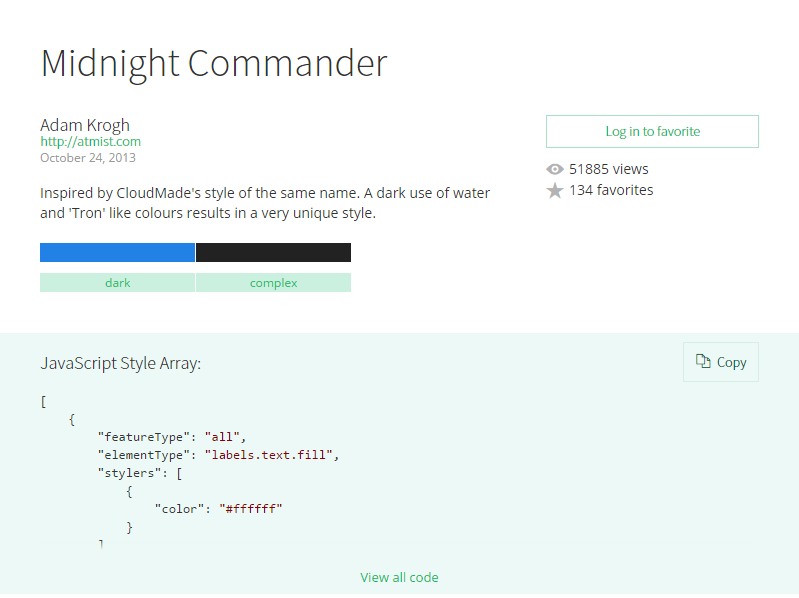 Midnight Commander
Adam Krogh
http://atmist.com
October 24, 2013
Log in to favorite
51885 views
134 favorites
Inspired by CloudMade's style of the same name. A dark use of water
and 'Tron' like colours results in a very unique style.
dark complex
JavaScript Style Array:
Copy
[
    {
        "featureType": "all",
        "elementType": "labels.text.fill",
        "stylers": [
            {
                "color": "#ffffff"
            }
        ]
View all code